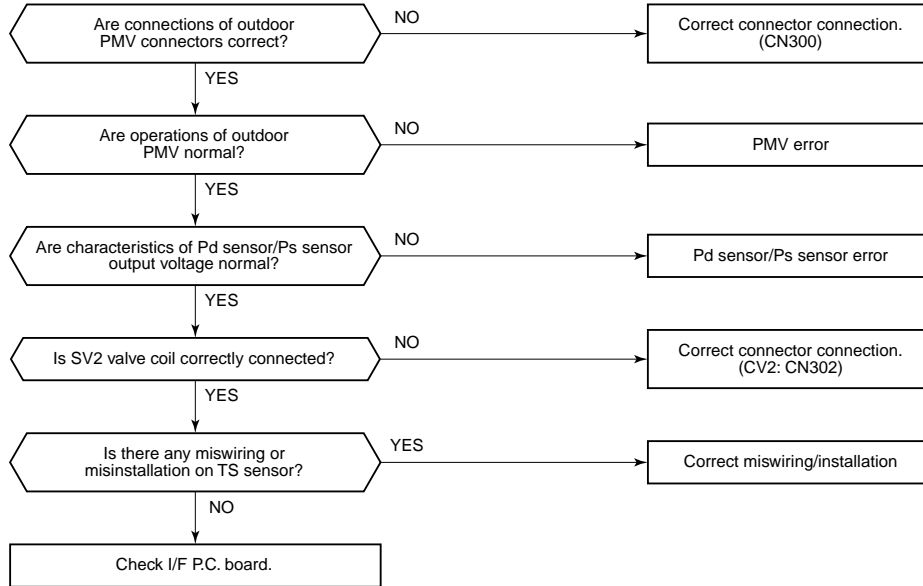 Are connections of outdoor
PMV connectors correct?
NO
Correct connector connection.
(CN300)
YES
Are operations of outdoor
PMV normal?
NO
PMV error
YES
Are characteristics of Pd sensor/Ps sensor
output voltage normal?
NO
Pd sensor/Ps sensor error
YES
Is SV2 valve coil correctly connected?
NO
Correct connector connection.
(CV2: CN302)
YES
Is there any miswiring or
misinstallation on TS sensor?
YES
Correct miswiring/installation
NO
Check I/F P.C. board.